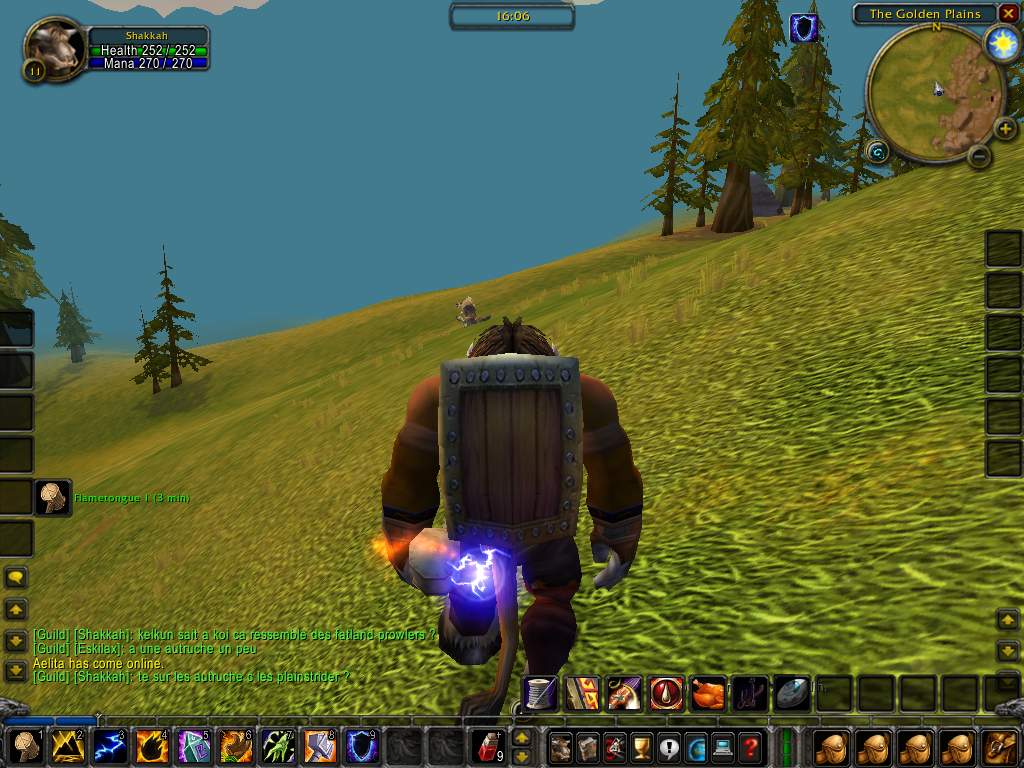 16:06
The Golden Plains
N
Shakkah
Health 252 / 252
Mana 270 / 270
11
Flametongue 1 (3 min)
[Guild] [Shakkah]: kelkun sait a koi ca ressemble des fatland prowlers ?
[Guild] [Eskilax]: a une autruche un peu
Aelita has come online.
[Guild] [Shakkah]: te sur les autruche c les plainstrider ?
1 2 3 4 5 6 7 8 9 +
9